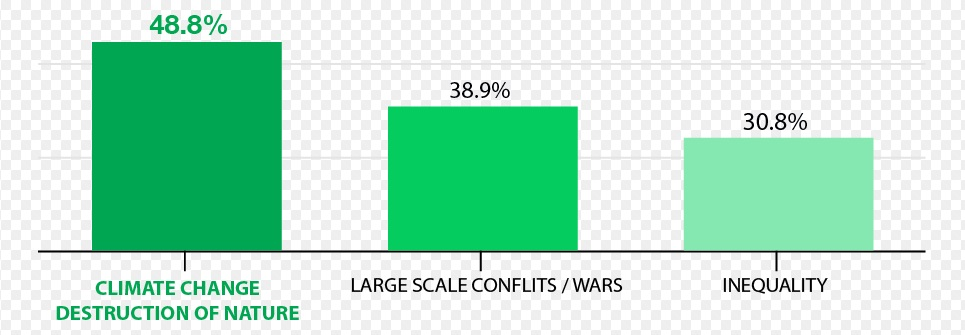 48.8%
38.9%
30.8%
CLIMATE CHANGE
DESTRUCTION OF NATURE
LARGE SCALE CONFLITS / WARS
INEQUALITY